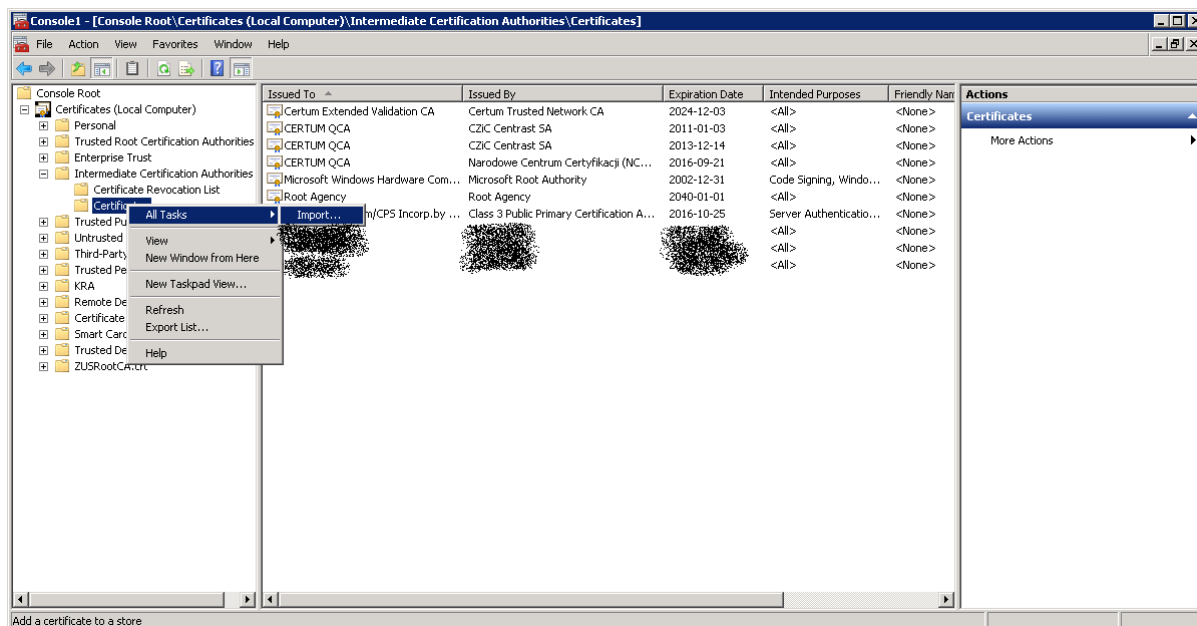 Console1 - [Console Root\Certificates (Local Computer)\Intermediate Certification Authorities\Certificates]
File Action View Favorites Window Help
Console Root
Certificates (Local Computer)
Personal
Trusted Root Certification Authorities
Enterprise Trust
Intermediate Certification Authorities
Certificate Revocation List
Trusted
Untrusted
Third-Party
Trusted
KRA
Remote
Certificate
Smart
Trusted
ZUSRootCA.crt
All Tasks
Import...
View
New Window from Here
New Taskpad View...
Refresh
Export List...
Help
Issued To Issued By Expiration Date Intended Purposes Friendly
Certum Extended Validation CA Certum Trusted Network CA 2024-12-03 <All> <None>
CERTUM QCA CZiC Centrast SA 2011-01-03 <All> <None>
CERTUM QCA CZiC Centrast SA 2013-12-14 <All> <None>
CERTUM QCA Narodowe Centrum Certyfikacji (NC... 2016-09-21 <All> <None>
Microsoft Windows Hardware Com... Microsoft Root Authority 2002-12-31 Code Signing, Windo... <None>
Root Agency Root Agency 2040-01-01 <All> <None>
m/CPS Incorp.by ... Class 3 Public Primary Certification A... 2016-10-25 Server Authenticatio... <None>
<All> <None>
<All> <None>
<All> <None>
Actions
Certificates
More Actions
Add a certificate to a store